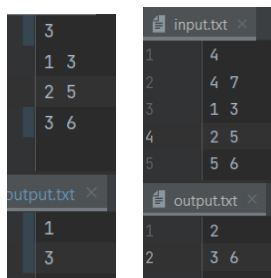 3
1 3
2 5
3 6
output.txt ×
1
3
input.txt ×
1 4
2 4 7
3 1 3
4 2 5
5 5 6
output.txt ×
1 2
2 3 6